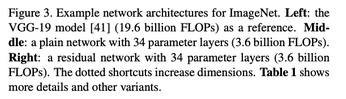 Figure 3. Example network architectures for ImageNet. Left: the
VGG-19 model [41] (19.6 billion FLOPs) as a reference. Mid-
dle: a plain network with 34 parameter layers (3.6 billion FLOPs).
Right: a residual network with 34 parameter layers (3.6 billion
FLOPs). The dotted shortcuts increase dimensions. Table 1 shows
more details and other variants.